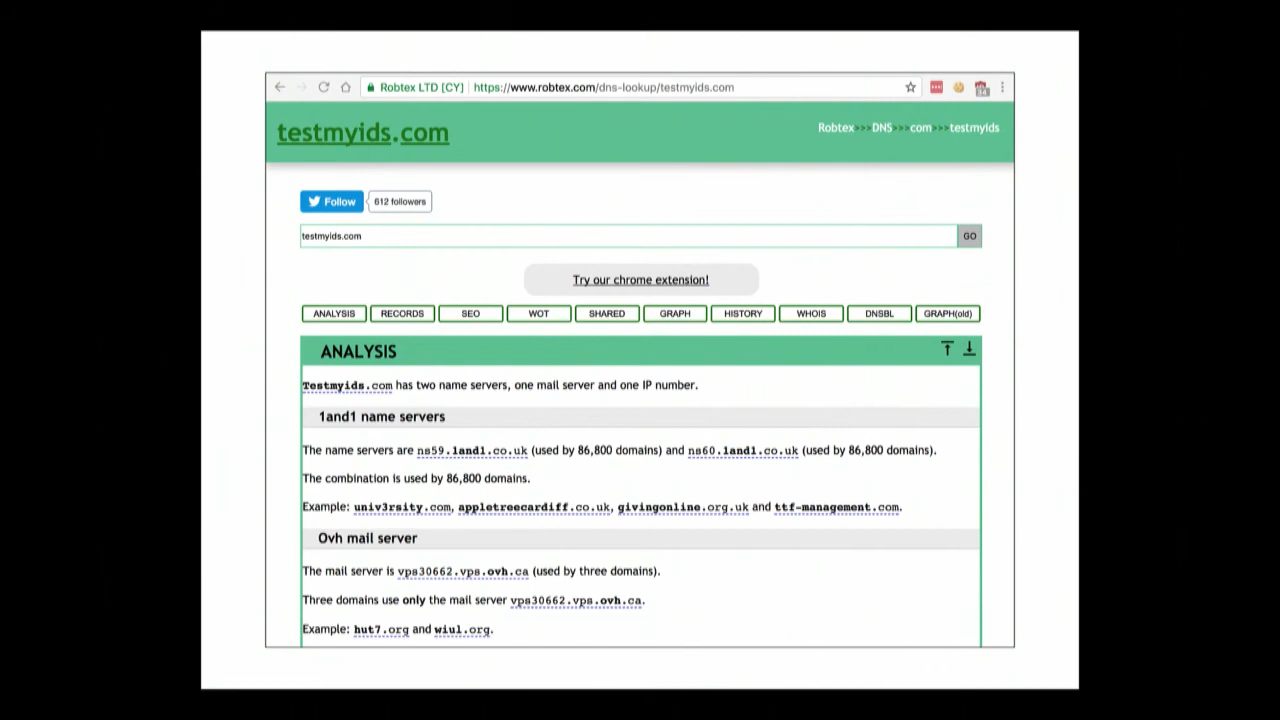 Robtex LTD [CY] https://www.robtex.com/dns-lookup/testmyids.com
testmyids.com
Robtex>>>DNS>>>com>>>testmyids
Follow 612 followers
testmyids.com GO
Try our chrome extension!
ANALYSIS RECORDS SEO WOT SHARED GRAPH HISTORY WHOIS DNSBL GRAPH(old)
ANALYSIS
Testmyids.com has two name servers, one mail server and one IP number.
1and1 name servers
The name servers are ns59.1and1.co.uk (used by 86,800 domains) and ns60.1and1.co.uk (used by 86,800 domains).
The combination is used by 86,800 domains.
Example: univ3rsity.com, appletreecardiff.co.uk, givingonline.org.uk and ttf-management.com.
Ovh mail server
The mail server is vps30662.vps.ovh.ca (used by three domains).
Three domains use only the mail server vps30662.vps.ovh.ca.
Example: hut7.org and wiul.org.